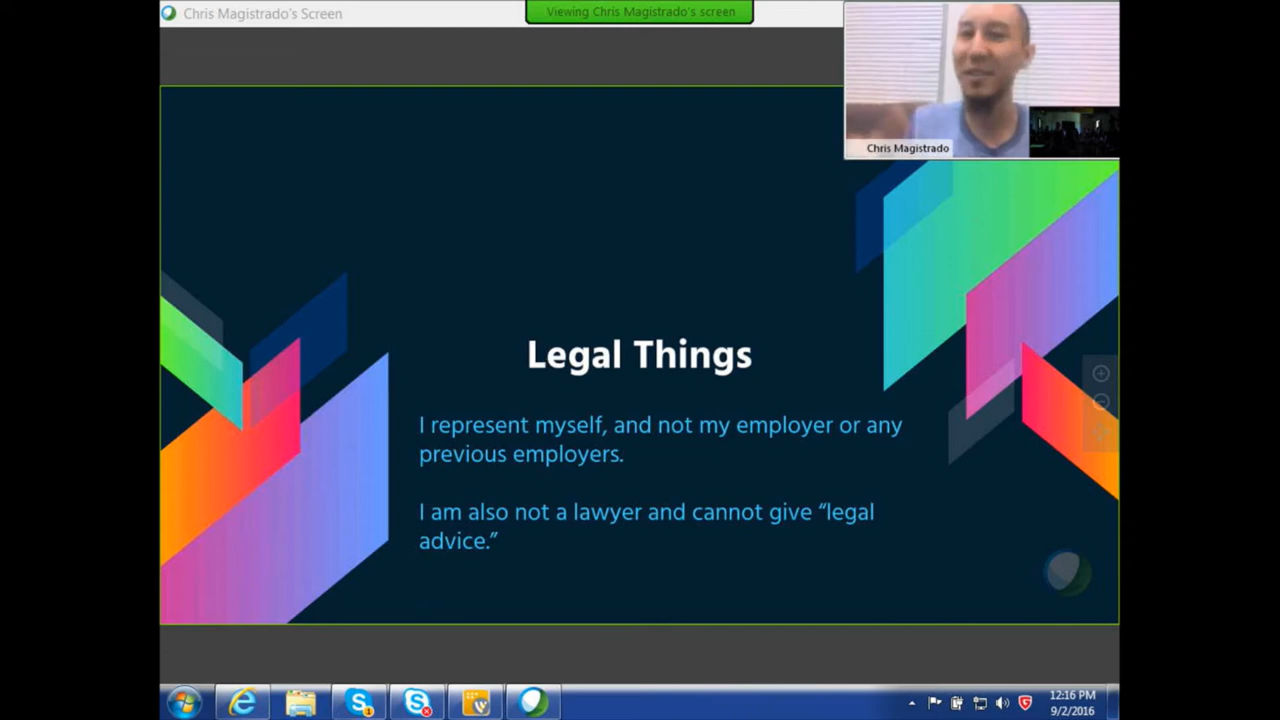 Chris Magistrado's Screen
Viewing Chris Magistrado's screen
Chris Magistrado
Legal Things
I represent myself, and not my employer or any
previous employers.
I am also not a lawyer and cannot give “legal
advice.”
12:16 PM
9/2/2016